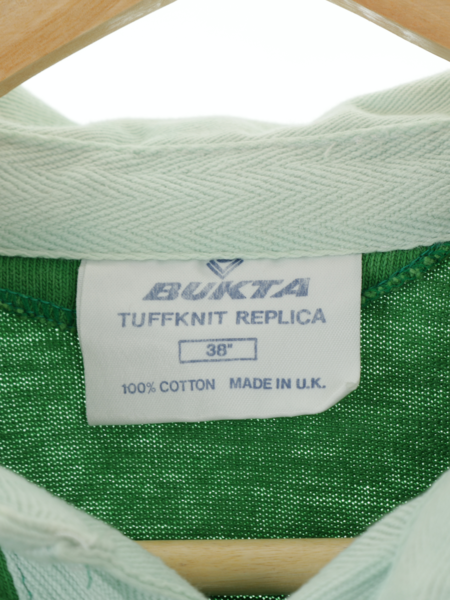 BUKTA
TUFFKNIT REPLICA
38"
100% COTTON MADE IN U.K.